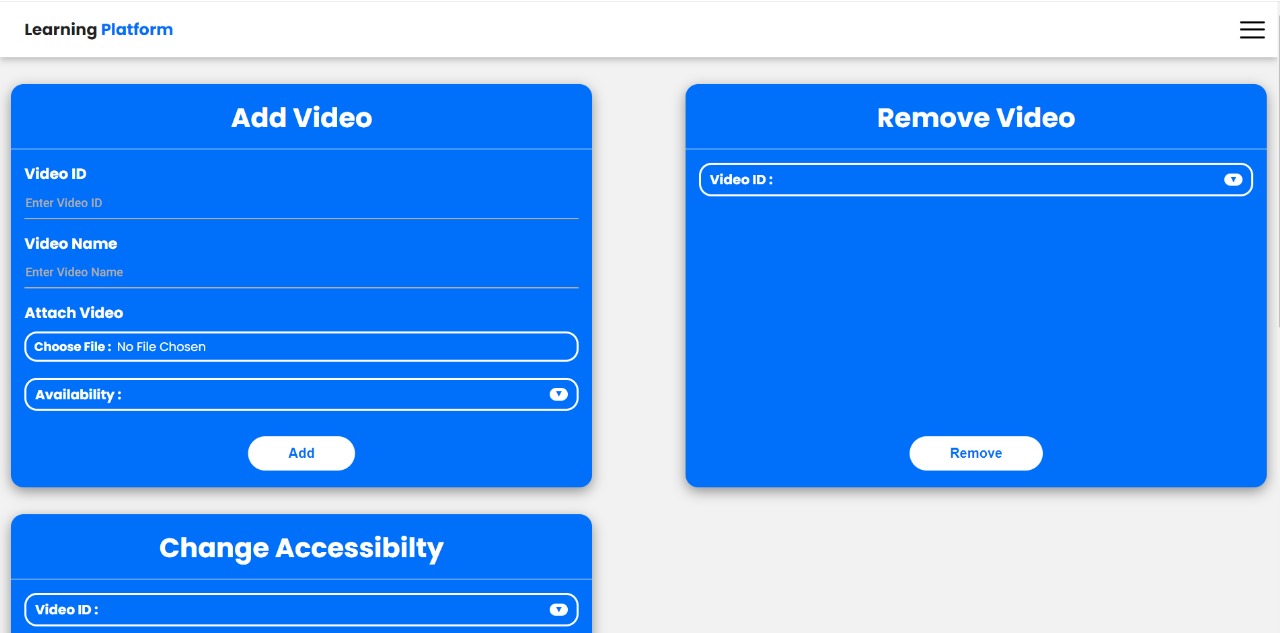 Learning Platform
Add Video
Video ID
Enter Video ID
Video Name
Enter Video Name
Attach Video
Choose File : No File Chosen
Availability :
Add
Remove Video
Video ID :
Remove
Change Accessibilty
Video ID :